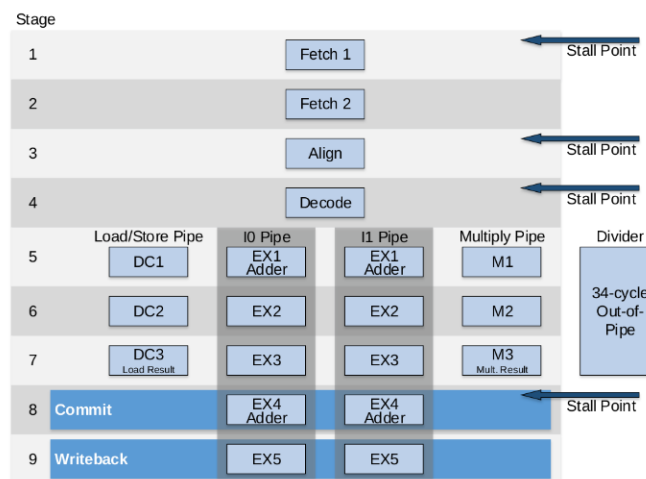 Stage
1
Fetch 1
Stall Point
2
Fetch 2
3
Align
Stall Point
4
Decode
Stall Point
Load/Store Pipe
I0 Pipe
I1 Pipe
Multiply Pipe
Divider
5
DC1
EX1
Adder
EX1
Adder
M1
34-cycle
Out-of-
Pipe
6
DC2
EX2
EX2
M2
7
DC3
Load Result
EX3
EX3
M3
Mult. Result
8
Commit
EX4
Adder
EX4
Adder
Stall Point
9
Writeback
EX5
EX5